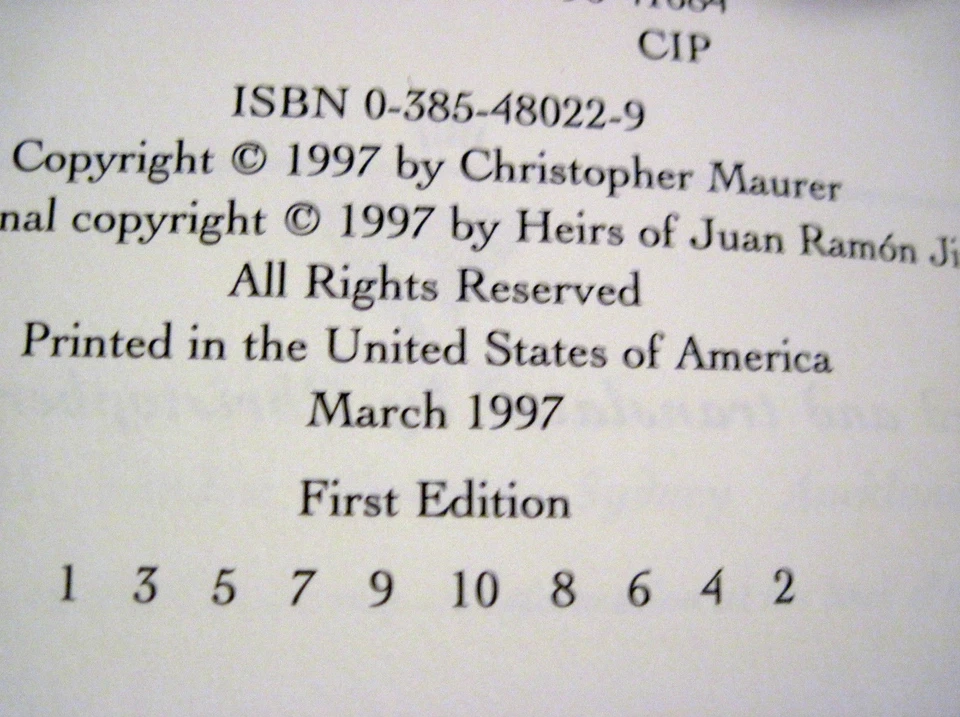 CIP
ISBN 0-385-48022-9
Copyright © 1997 by Christopher Maurer
nal copyright © 1997 by Heirs of Juan Ramón Ji
All Rights Reserved
Printed in the United States of America
March 1997
First Edition
1 3 5 7 9 10 8 6 4 2